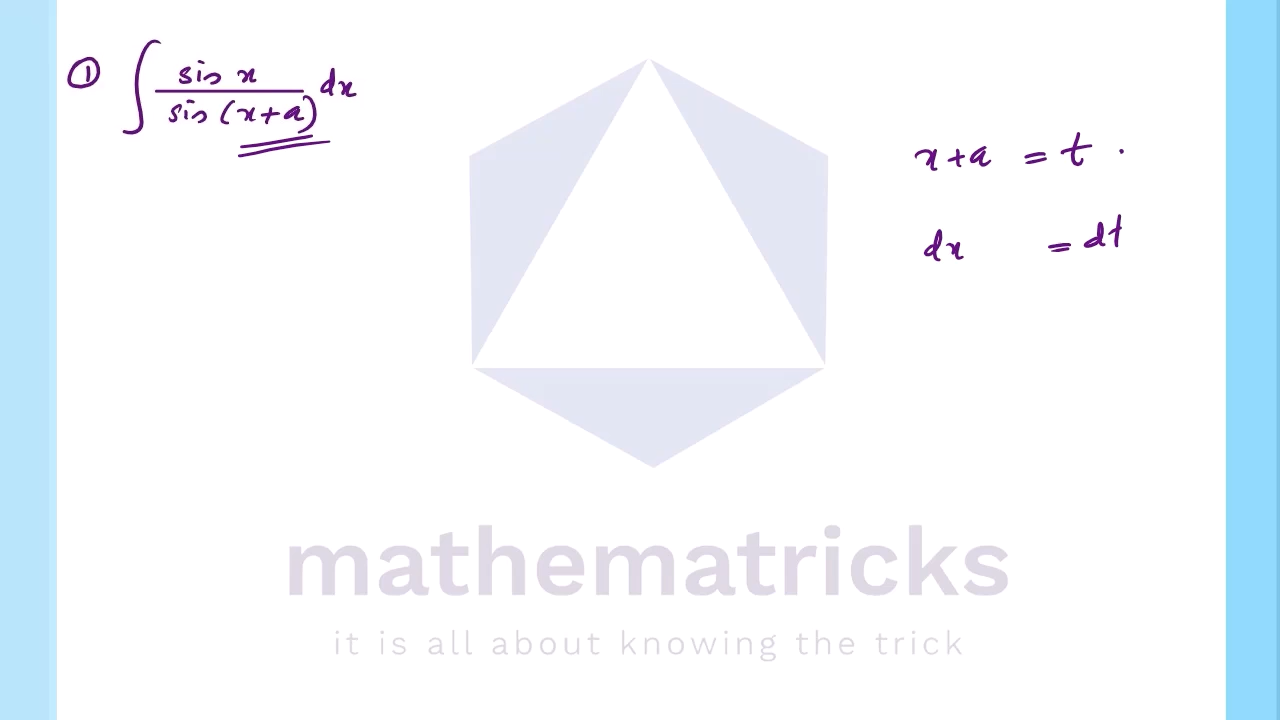 ① ∫ sin x / sin (x+a) dx
x+a = t .
dx = dt
mathematricks
it is all about knowing the trick